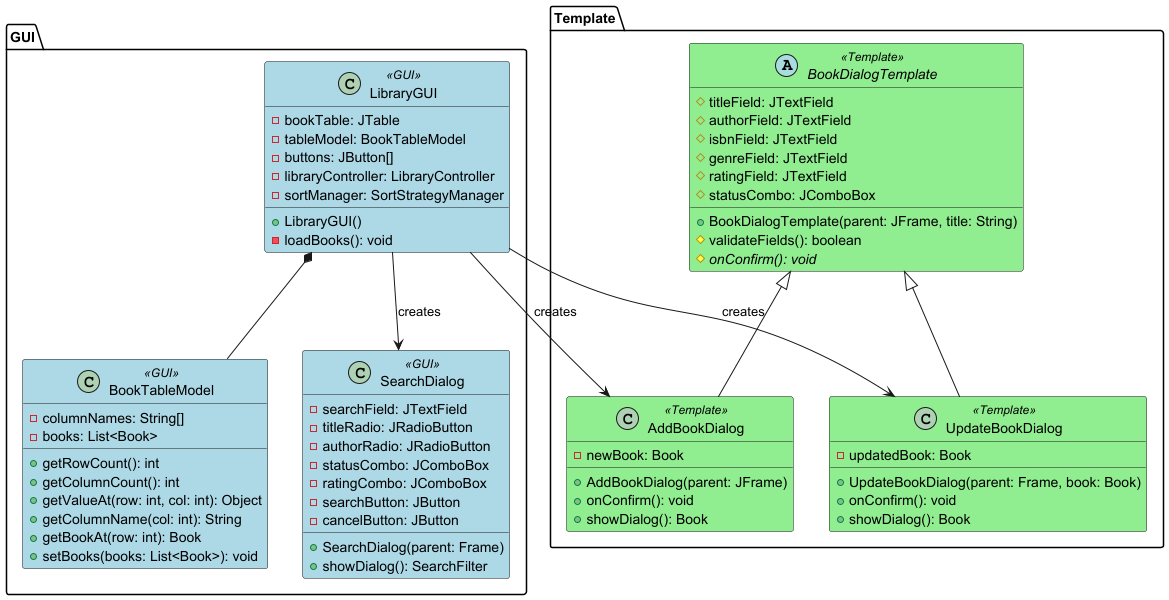 GUI
«GUI»
C
LibraryGUI
bookTable: JTable
tableModel: BookTableModel
buttons: JButton[]
libraryController: LibraryController
sortManager: SortStrategyManager
LibraryGUI()
loadBooks(): void
creates
creates
creates
«GUI»
C
BookTableModel
columnNames: String[]
books: List<Book>
getRowCount(): int
getColumnCount(): int
getValueAt(row: int, col: int): Object
getColumnName(col: int): String
getBookAt(row: int): Book
setBooks(books: List<Book>): void
«GUI»
C
SearchDialog
searchField: JTextField
titleRadio: JRadioButton
authorRadio: JRadioButton
statusCombo: JComboBox
ratingCombo: JComboBox
searchButton: JButton
cancelButton: JButton
SearchDialog(parent: Frame)
showDialog(): SearchFilter
Template
«Template»
A
BookDialogTemplate
titleField: JTextField
authorField: JTextField
isbnField: JTextField
genreField: JTextField
ratingField: JTextField
statusCombo: JComboBox
BookDialogTemplate(parent: JFrame, title: String)
validateFields(): boolean
onConfirm(): void
«Template»
C
AddBookDialog
newBook: Book
AddBookDialog(parent: JFrame)
onConfirm(): void
showDialog(): Book
«Template»
C
UpdateBookDialog
updatedBook: Book
UpdateBookDialog(parent: Frame, book: Book)
onConfirm(): void
showDialog(): Book